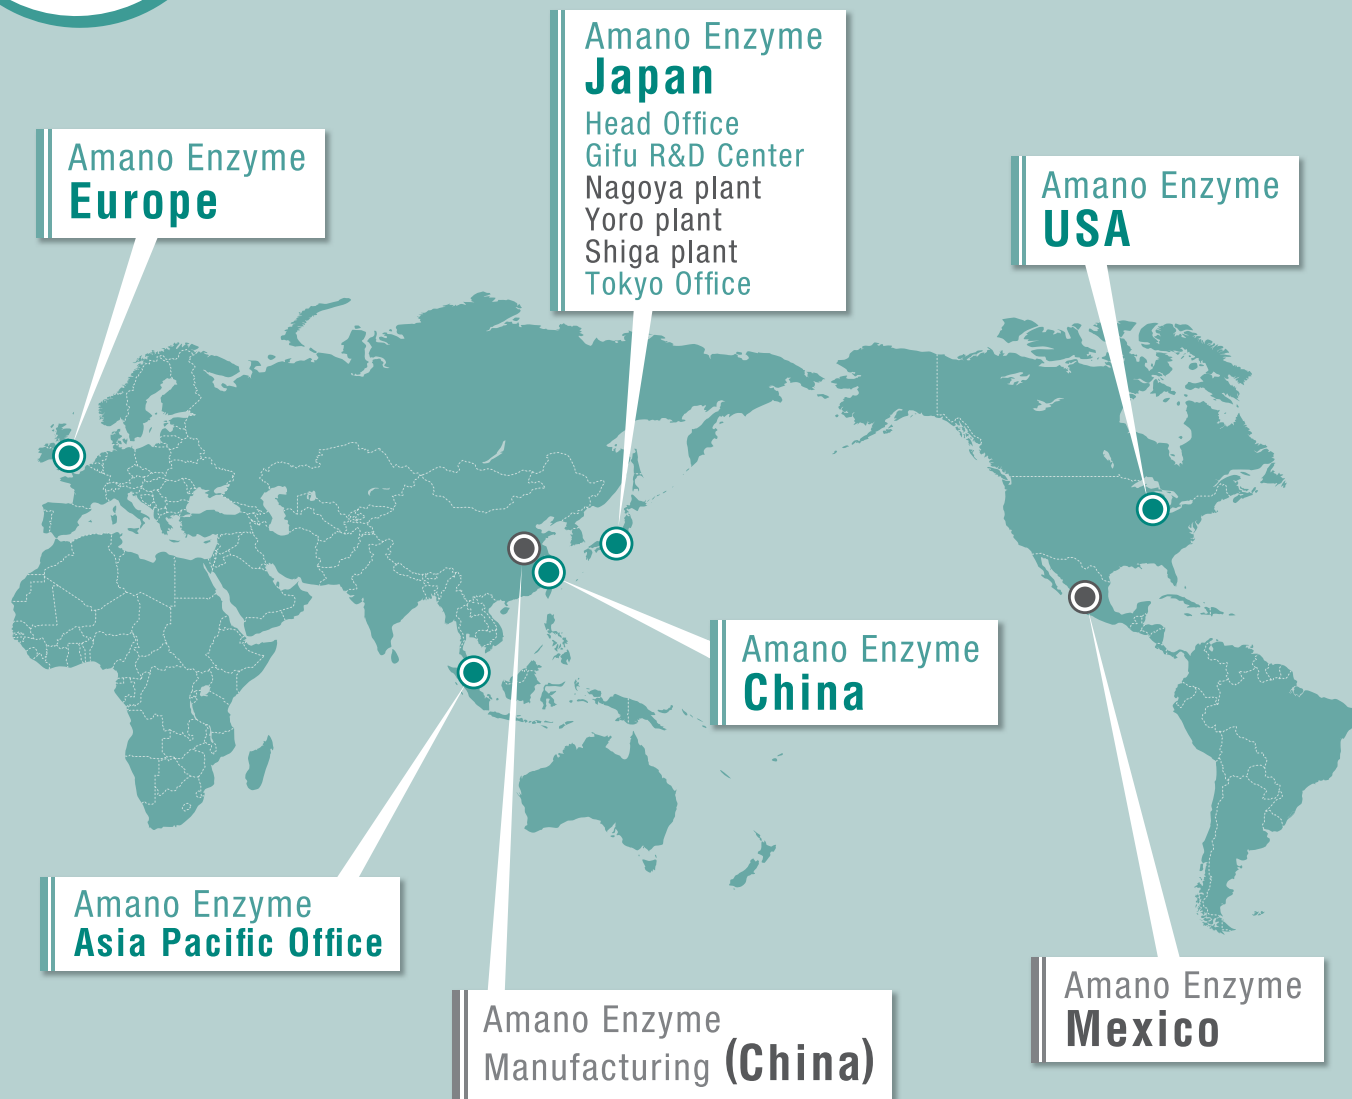 Amano Enzyme
Japan
Head Office
Gifu R&D Center
Nagoya plant
Yoro plant
Shiga plant
Tokyo Office
Amano Enzyme
Europe
Amano Enzyme
USA
Amano Enzyme
China
Amano Enzyme
Asia Pacific Office
Amano Enzyme
Manufacturing (China)
Amano Enzyme
Mexico